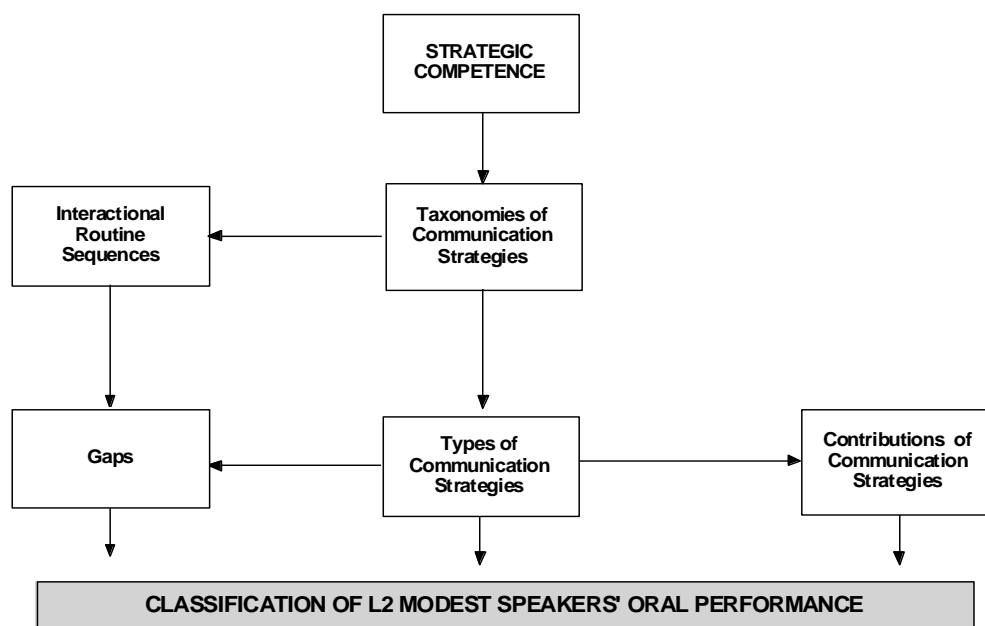 STRATEGIC
COMPETENCE
Interactional
Routine
Sequences
Taxonomies of
Communication
Strategies
Gaps
Types of
Communication
Strategies
Contributions of
Communication
Strategies
CLASSIFICATION OF L2 MODEST SPEAKERS' ORAL PERFORMANCE